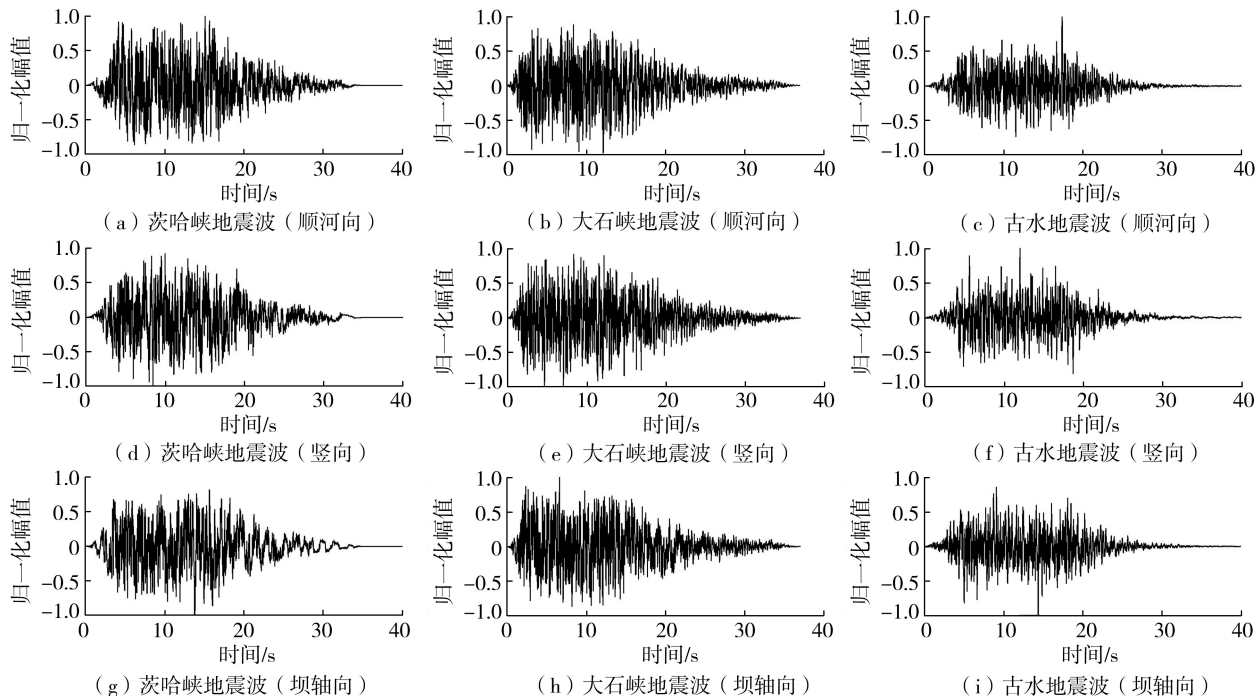 1.0
0.5
0
−0.5
−1.0
归一化幅值
0 10 20 30 40
时间/s
（a）茨哈峡地震波（顺河向）
1.0
0.5
0
−0.5
−1.0
归一化幅值
0 10 20 30 40
时间/s
（b）大石峡地震波（顺河向）
1.0
0.5
0
−0.5
−1.0
归一化幅值
0 10 20 30 40
时间/s
（c）古水地震波（顺河向）
1.0
0.5
0
−0.5
−1.0
归一化幅值
0 10 20 30 40
时间/s
（d）茨哈峡地震波（竖向）
1.0
0.5
0
−0.5
−1.0
归一化幅值
0 10 20 30 40
时间/s
（e）大石峡地震波（竖向）
1.0
0.5
0
−0.5
−1.0
归一化幅值
0 10 20 30 40
时间/s
（f）古水地震波（竖向）
1.0
0.5
0
−0.5
−1.0
归一化幅值
0 10 20 30 40
时间/s
（g）茨哈峡地震波（坝轴向）
1.0
0.5
0
−0.5
−1.0
归一化幅值
0 10 20 30 40
时间/s
（h）大石峡地震波（坝轴向）
1.0
0.5
0
−0.5
−1.0
归一化幅值
0 10 20 30 40
时间/s
（i）古水地震波（坝轴向）